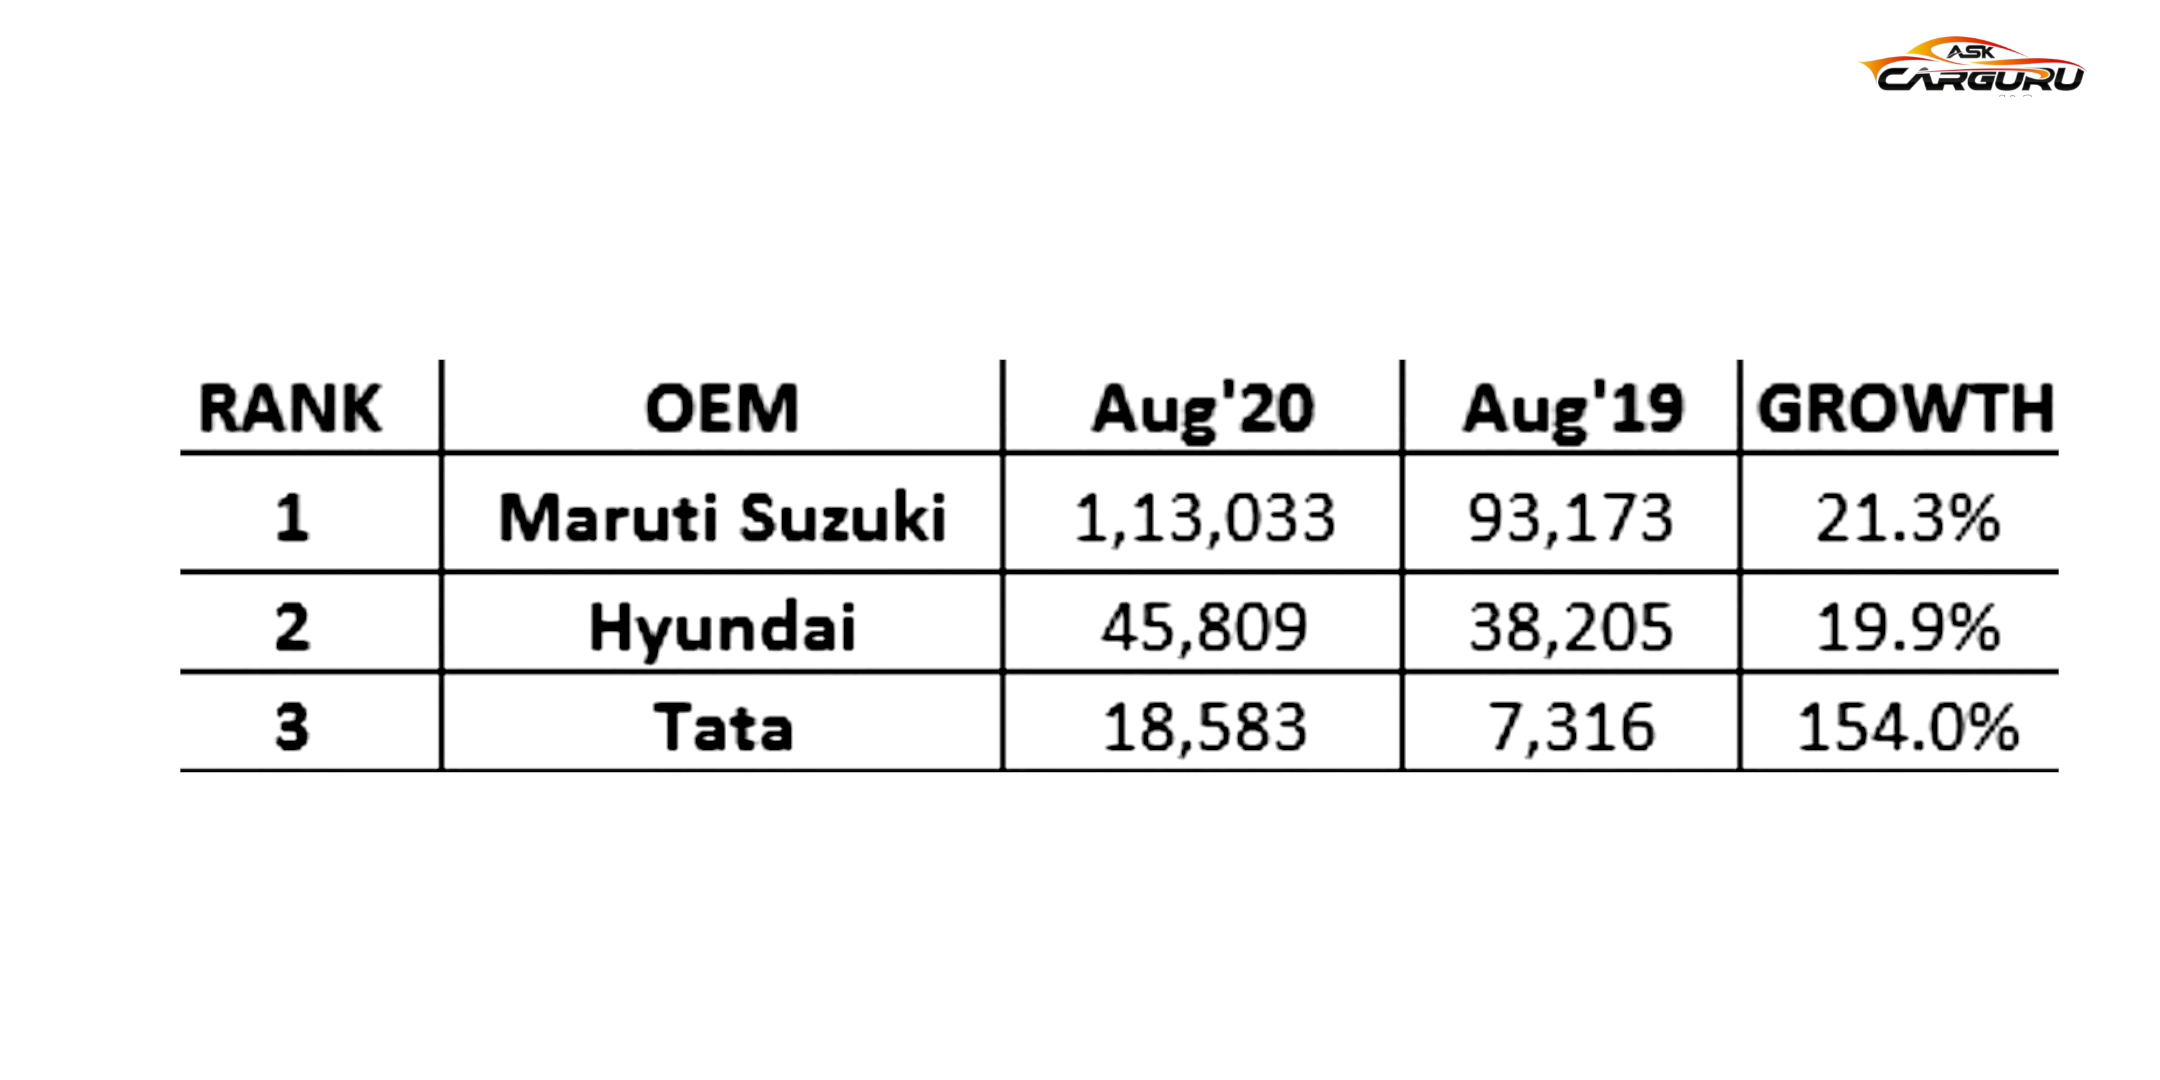 ASK
CARGURU
RANK OEM Aug'20 Aug'19 GROWTH
1 Maruti Suzuki 1,13,033 93,173 21.3%
2 Hyundai 45,809 38,205 19.9%
3 Tata 18,583 7,316 154.0%